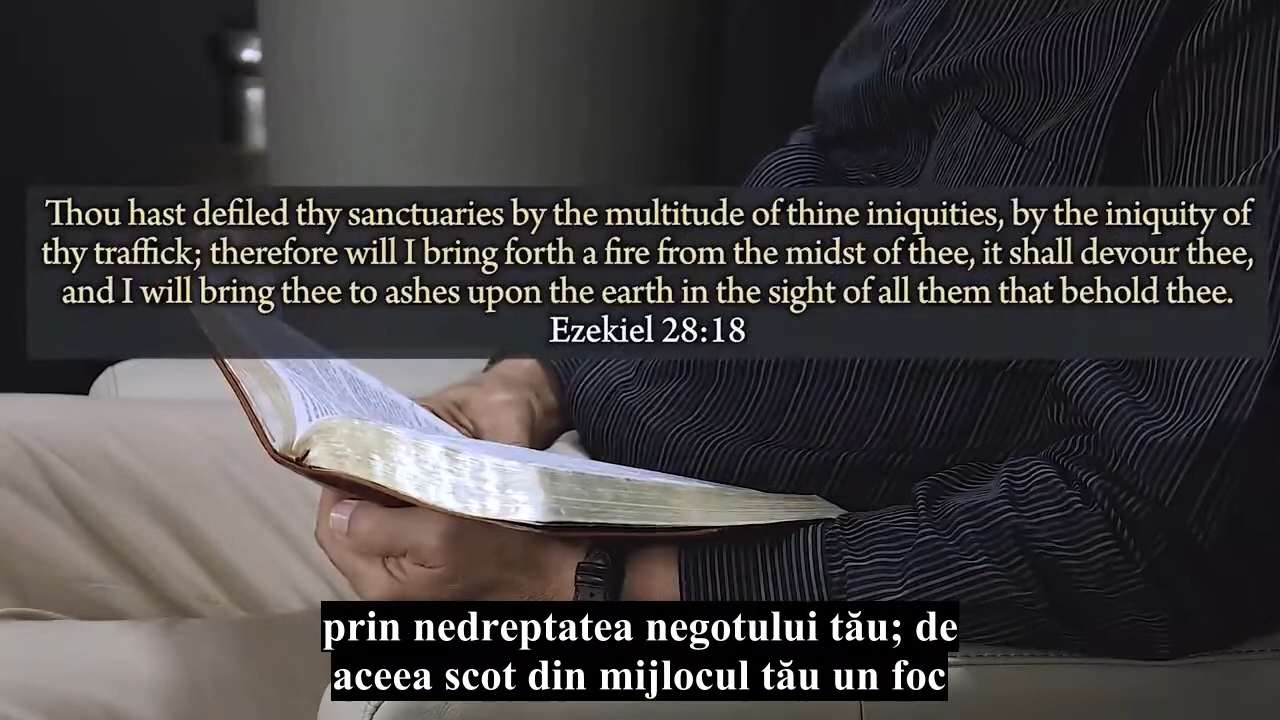 Thou hast defiled thy sanctuaries by the multitude of thine iniquities, by the iniquity of
thy traffick; therefore will I bring forth a fire from the midst of thee, it shall devour thee,
and I will bring thee to ashes upon the earth in the sight of all them that behold thee.
Ezekiel 28:18
prin nedreptatea negotului tău; de
aceea scot din mijlocul tău un foc